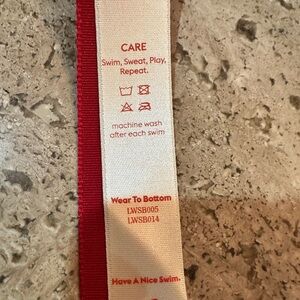 CARE
Swim, Sweat, Play,
Repeat.
machine wash
after each swim
Wear To Bottom
LWSB005
LWSB014
Have A Nice Swim.